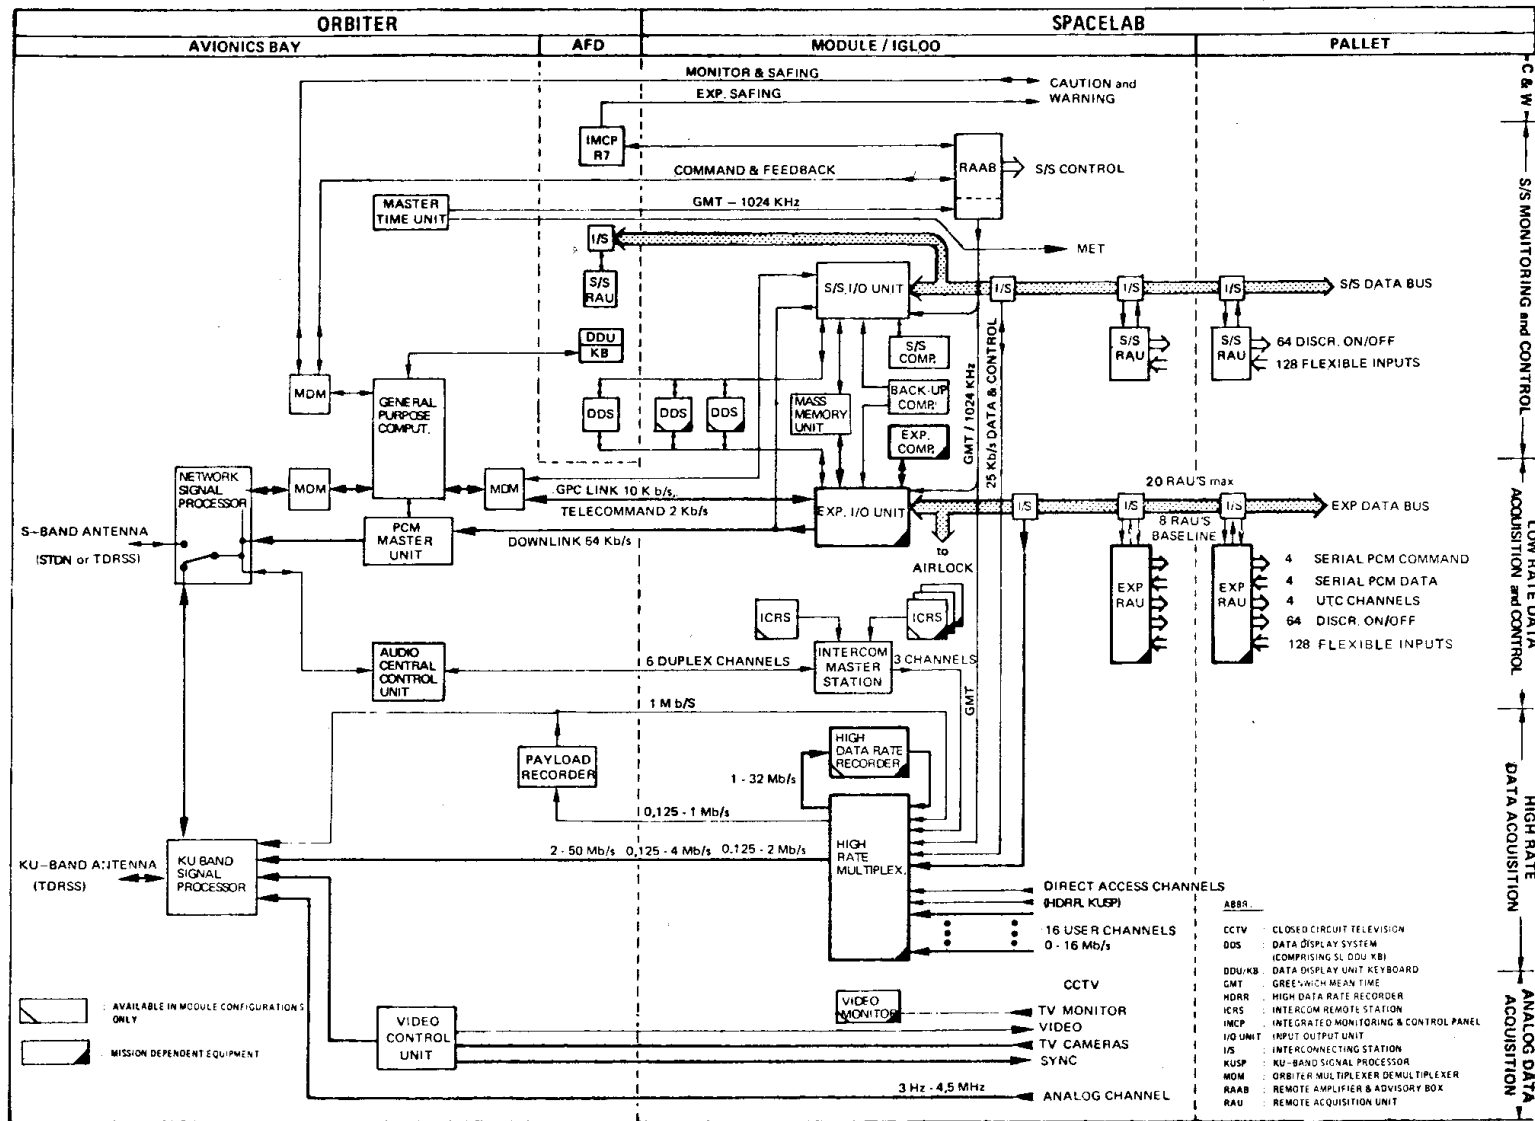 ORBITER
SPACELAB
AVIONICS BAY
AFD
MODULE / IGLOO
PALLET
MONITOR & SAFING
EXP. SAFING
CAUTION and
WARNING
IMCP
R7
RAAB
S/S CONTROL
COMMAND & FEEDBACK
MASTER
TIME UNIT
GMT – 1024 KHz
MET
I/S
S/S
RAU
S/S I/O UNIT
I/S
I/S
I/S
S/S DATA BUS
DDU
KB
S/S
COMP.
S/S
RAU
S/S
RAU
64 DISCR. ON/OFF
128 FLEXIBLE INPUTS
MDM
GENERAL
PURPOSE
COMPUT.
DDS
DDS
DDS
MASS
MEMORY
UNIT
BACK-UP
COMP.
EXP.
COMP.
GMT / 1024 KHz
25 Kb/s DATA & CONTROL
NETWORK
SIGNAL
PROCESSOR
MDM
MDM
GPC LINK 10 K b/s,
TELECOMMAND 2 Kb/s
EXP. I/O UNIT
I/S
I/S
I/S
20 RAU'S max
EXP DATA BUS
8 RAU'S
BASELINE
S–BAND ANTENNA
(STDN or TDRSS)
PCM
MASTER
UNIT
DOWNLINK 64 Kb/s
to
AIRLOCK
EXP
RAU
EXP
RAU
4 SERIAL PCM COMMAND
4 SERIAL PCM DATA
4 UTC CHANNELS
64 DISCR. ON/OFF
128 FLEXIBLE INPUTS
ICRS
ICRS
AUDIO
CENTRAL
CONTROL
UNIT
6 DUPLEX CHANNELS
INTERCOM
MASTER
STATION
3 CHANNELS
GMT
1 M b/S
PAYLOAD
RECORDER
HIGH
DATA RATE
RECORDER
1 - 32 Mb/s
0,125 - 1 Mb/s
KU–BAND ANTENNA
(TDRSS)
KU BAND
SIGNAL
PROCESSOR
2 - 50 Mb/s 0,125 - 4 Mb/s 0.125 - 2 Mb/s
HIGH
RATE
MULTIPLEX.
DIRECT ACCESS CHANNELS
(HDRR, KUSP)
16 USER CHANNELS
0 - 16 Mb/s
CCTV
VIDEO
MONITOR
TV MONITOR
VIDEO
TV CAMERAS
SYNC
VIDEO
CONTROL
UNIT
3 Hz - 4,5 MHz
ANALOG CHANNEL
: AVAILABLE IN MODULE CONFIGURATIONS
ONLY
: MISSION DEPENDENT EQUIPMENT
ABBR.
CCTV : CLOSED CIRCUIT TELEVISION
DDS : DATA DISPLAY SYSTEM
(COMPRISING SL DDU KB)
DDU/KB : DATA DISPLAY UNIT KEYBOARD
GMT : GREENWICH MEAN TIME
HDRR : HIGH DATA RATE RECORDER
ICRS : INTERCOM REMOTE STATION
IMCP : INTEGRATED MONITORING & CONTROL PANEL
I/O UNIT : INPUT OUTPUT UNIT
I/S : INTERCONNECTING STATION
KUSP : KU-BAND SIGNAL PROCESSOR
MDM : ORBITER MULTIPLEXER DEMULTIPLEXER
RAAB : REMOTE AMPLIFIER & ADVISORY BOX
RAU : REMOTE ACQUISITION UNIT
C & W
S/S MONITORING and CONTROL
LOW RATE DATA
ACQUISITION and CONTROL
HIGH RATE
DATA ACQUISITION
ANALOG DATA
ACQUISITION